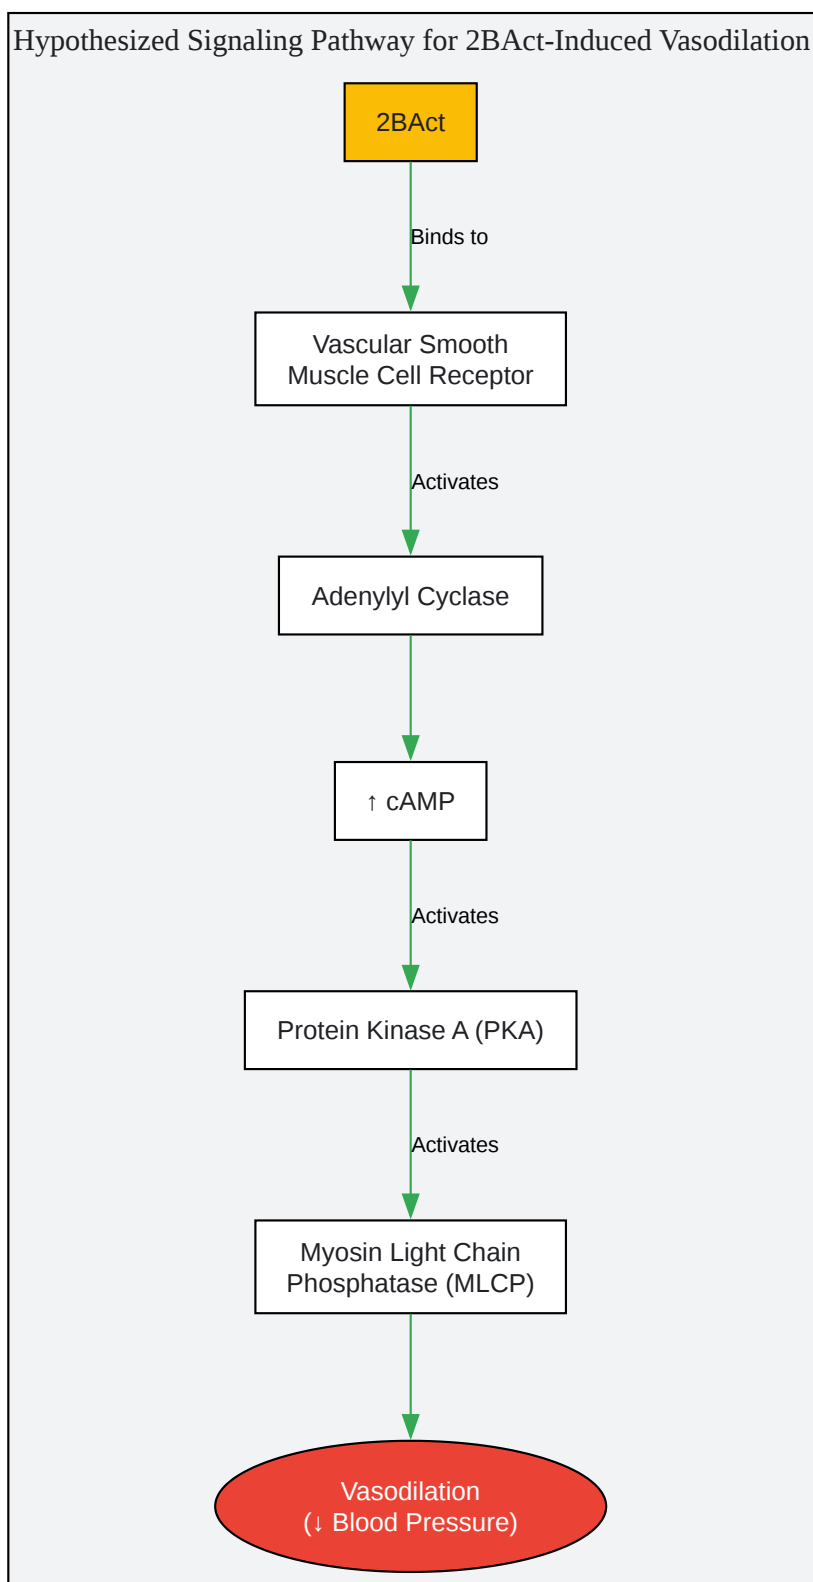 Hypothesized Signaling Pathway for 2BAct-Induced Vasodilation
2BAct
Binds to
Vascular Smooth
Muscle Cell Receptor
Activates
Adenylyl Cyclase
↑ cAMP
Activates
Protein Kinase A (PKA)
Activates
Myosin Light Chain
Phosphatase (MLCP)
Vasodilation
(↓ Blood Pressure)